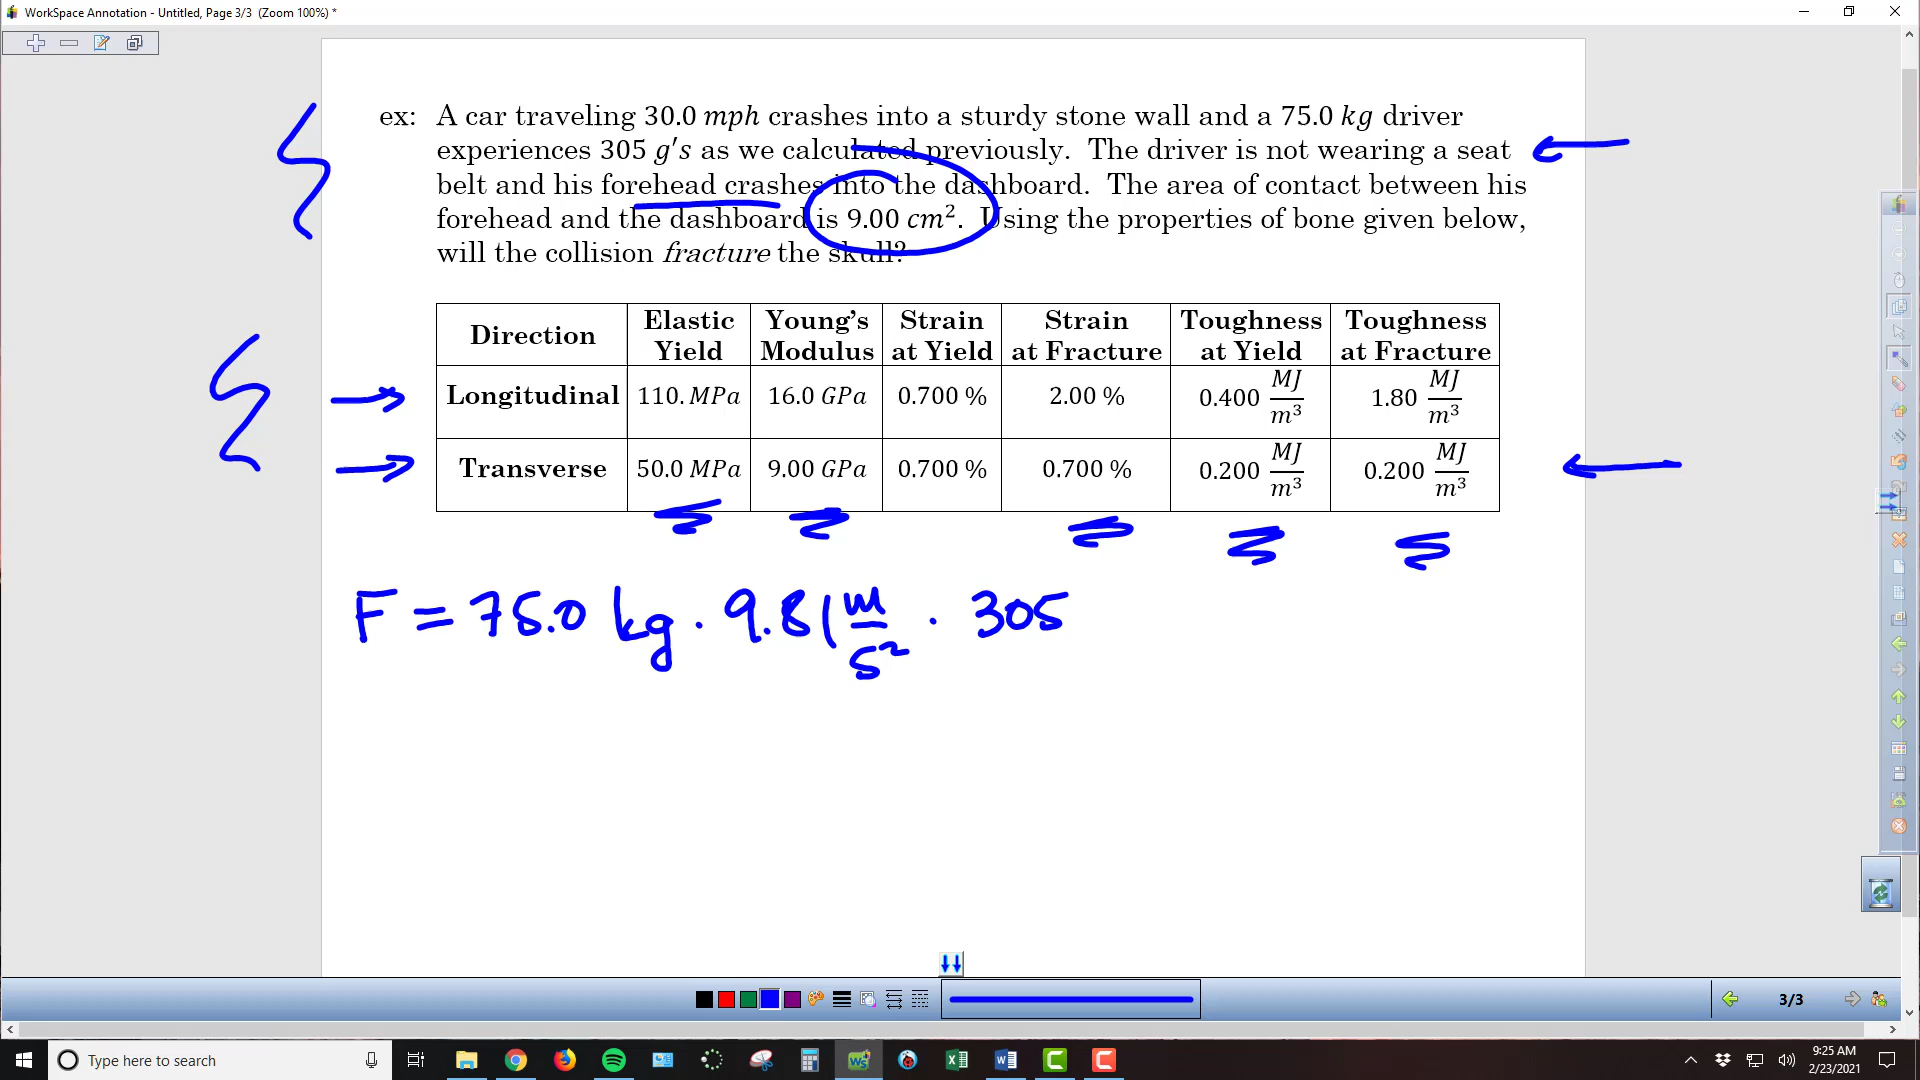 WorkSpace Annotation - Untitled, Page 3/3 (Zoom 100%) *
ex: A car traveling 30.0 mph crashes into a sturdy stone wall and a 75.0 kg driver
experiences 305 g's as we calculated previously. The driver is not wearing a seat
belt and his forehead crashes into the dashboard. The area of contact between his
forehead and the dashboard is 9.00 cm². Using the properties of bone given below,
will the collision fracture the skull?
Direction Elastic Yield Young's Modulus Strain at Yield Strain at Fracture Toughness at Yield Toughness at Fracture
Longitudinal 110. MPa 16.0 GPa 0.700 % 2.00 % 0.400 MJ/m³ 1.80 MJ/m³
Transverse 50.0 MPa 9.00 GPa 0.700 % 0.700 % 0.200 MJ/m³ 0.200 MJ/m³
F = 75.0 kg · 9.81 m/s² · 305
3/3
Type here to search
9:25 AM
2/23/2021